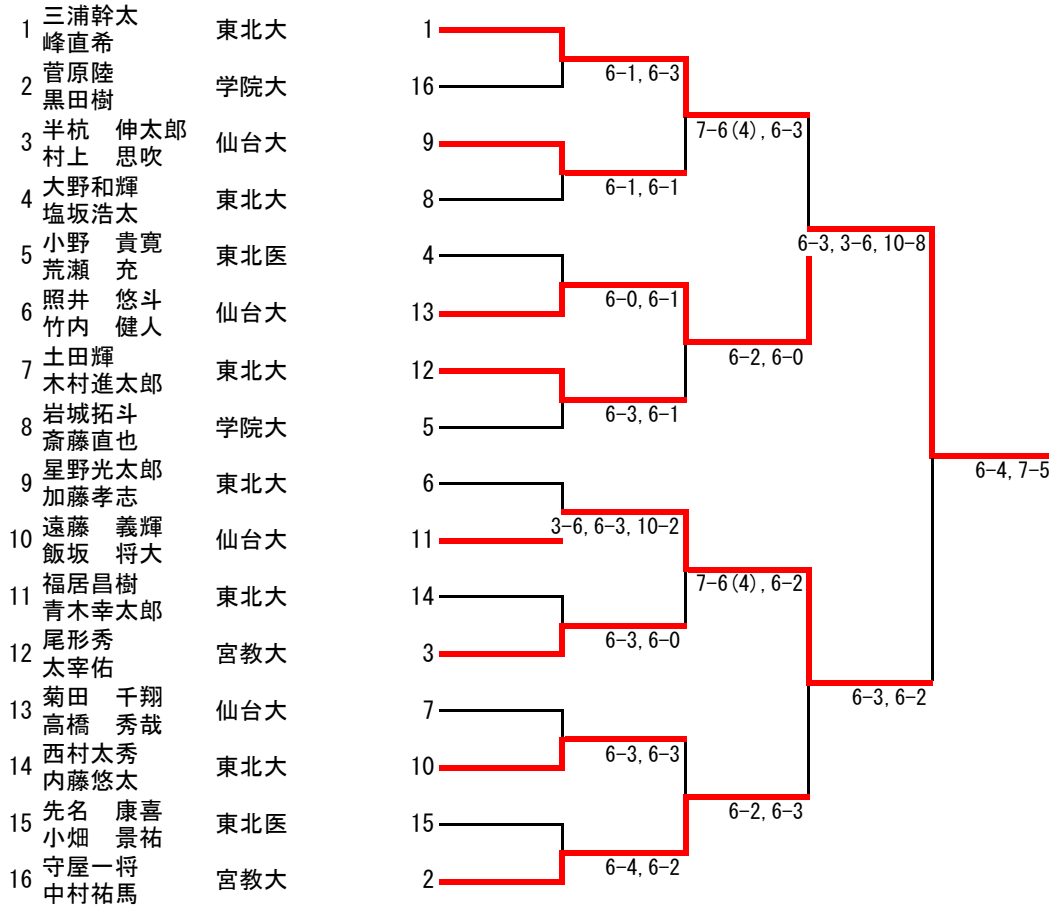 1 三浦幹太 峰直希 東北大 1
2 菅原陸 黒田樹 学院大 16
6-1, 6-3
3 半杭　伸太郎 村上　思吹 仙台大 9
7-6(4), 6-3
4 大野和輝 塩坂浩太 東北大 8
6-1, 6-1
5 小野　貴寛 荒瀬　充 東北医 4
6-3, 3-6, 10-8
6 照井　悠斗 竹内　健人 仙台大 13
6-0, 6-1
6-2, 6-0
7 土田輝 木村進太郎 東北大 12
8 岩城拓斗 斎藤直也 学院大 5
6-3, 6-1
6-4, 7-5
9 星野光太郎 加藤孝志 東北大 6
10 遠藤　義輝 飯坂　将大 仙台大 11
3-6, 6-3, 10-2
11 福居昌樹 青木幸太郎 東北大 14
7-6(4), 6-2
12 尾形秀 太宰佑 宮教大 3
6-3, 6-0
13 菊田　千翔 高橋　秀哉 仙台大 7
6-3, 6-2
14 西村太秀 内藤悠太 東北大 10
6-3, 6-3
15 先名　康喜 小畑　景祐 東北医 15
6-2, 6-3
16 守屋一将 中村祐馬 宮教大 2
6-4, 6-2